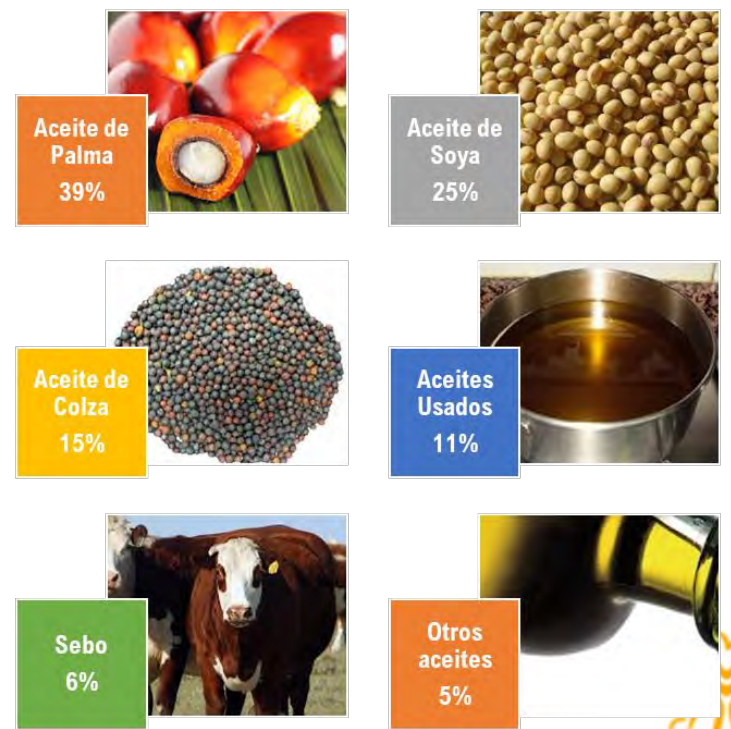 Aceite de
Palma
39%
Aceite de
Soya
25%
Aceite de
Colza
15%
Aceites
Usados
11%
Sebo
6%
Otros
aceites
5%